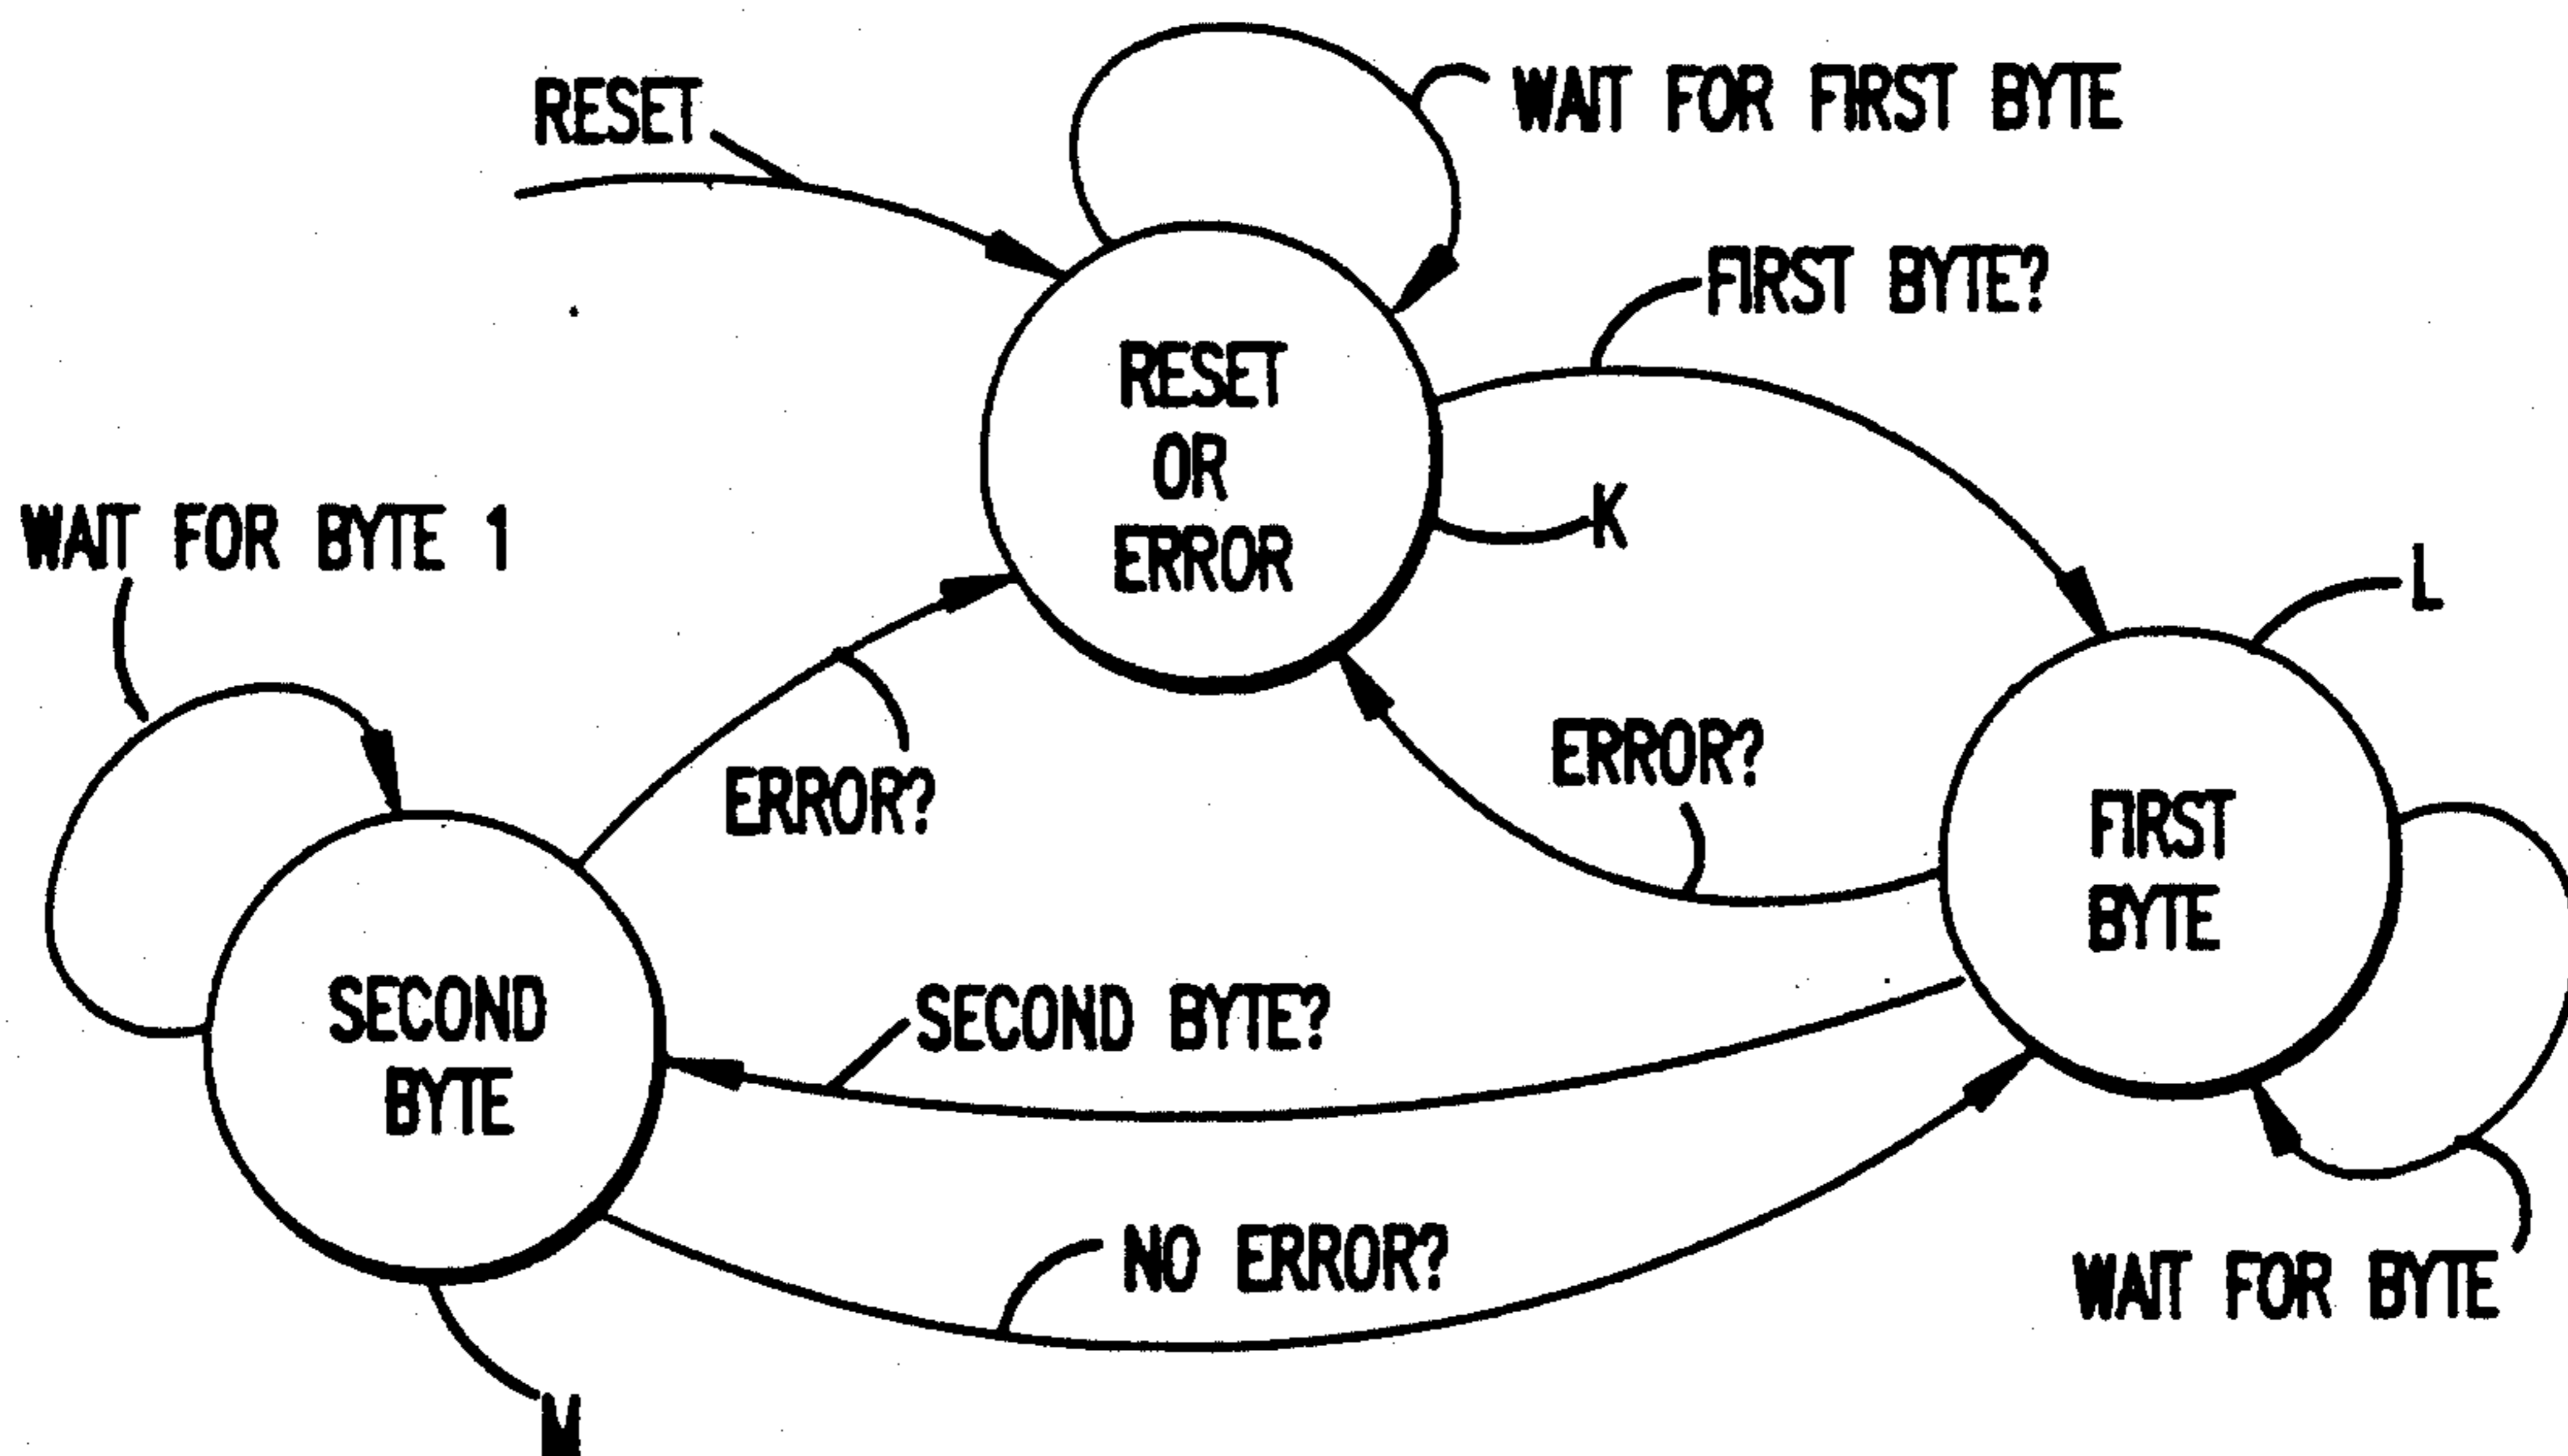 RESET
WAIT FOR FIRST BYTE
FIRST BYTE?
RESET
OR
ERROR
K
WAIT FOR BYTE 1
L
ERROR?
ERROR?
FIRST
BYTE
SECOND
BYTE
SECOND BYTE?
NO ERROR?
WAIT FOR BYTE
M